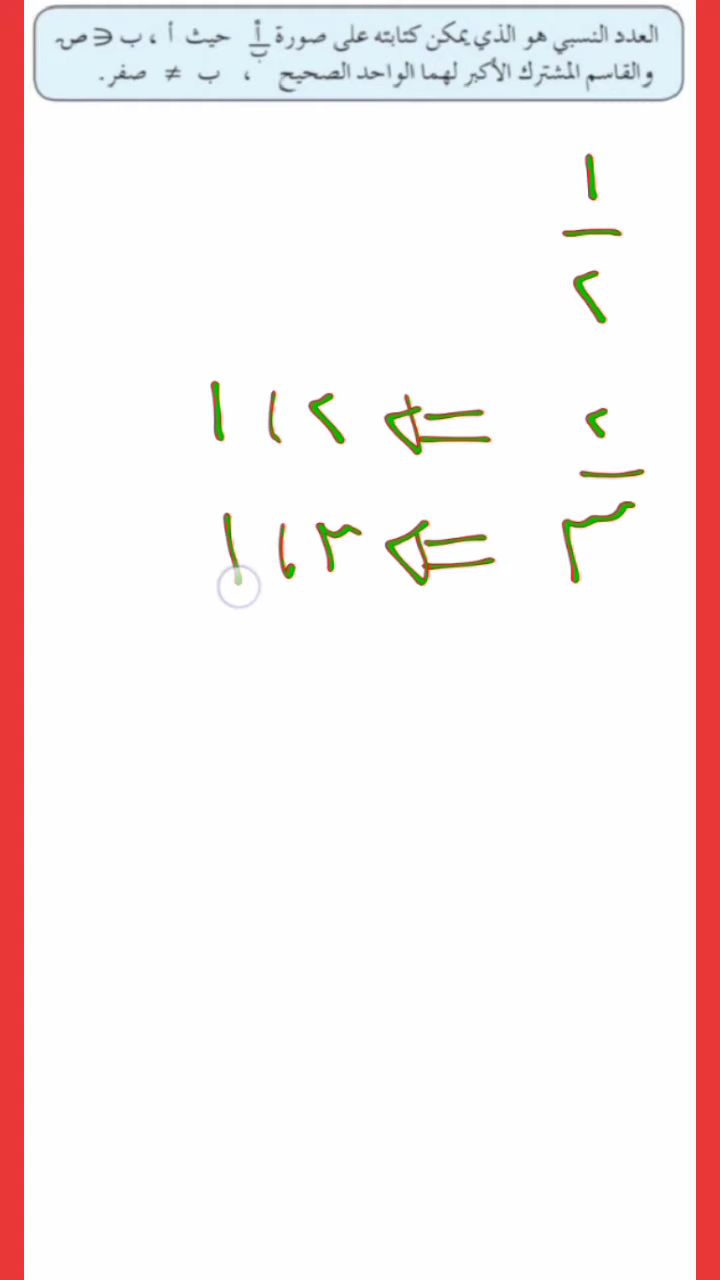 العدد النسبي هو الذي يمكن كتابته على صورة أ/ب حيث أ ، ب ∈ ص
والقاسم المشترك الأكبر لهما الواحد الصحيح ، ب ≠ صفر.
١
٢
٢ ⇐ ٢ ، ١
٣ ⇐ ٣ ، ١